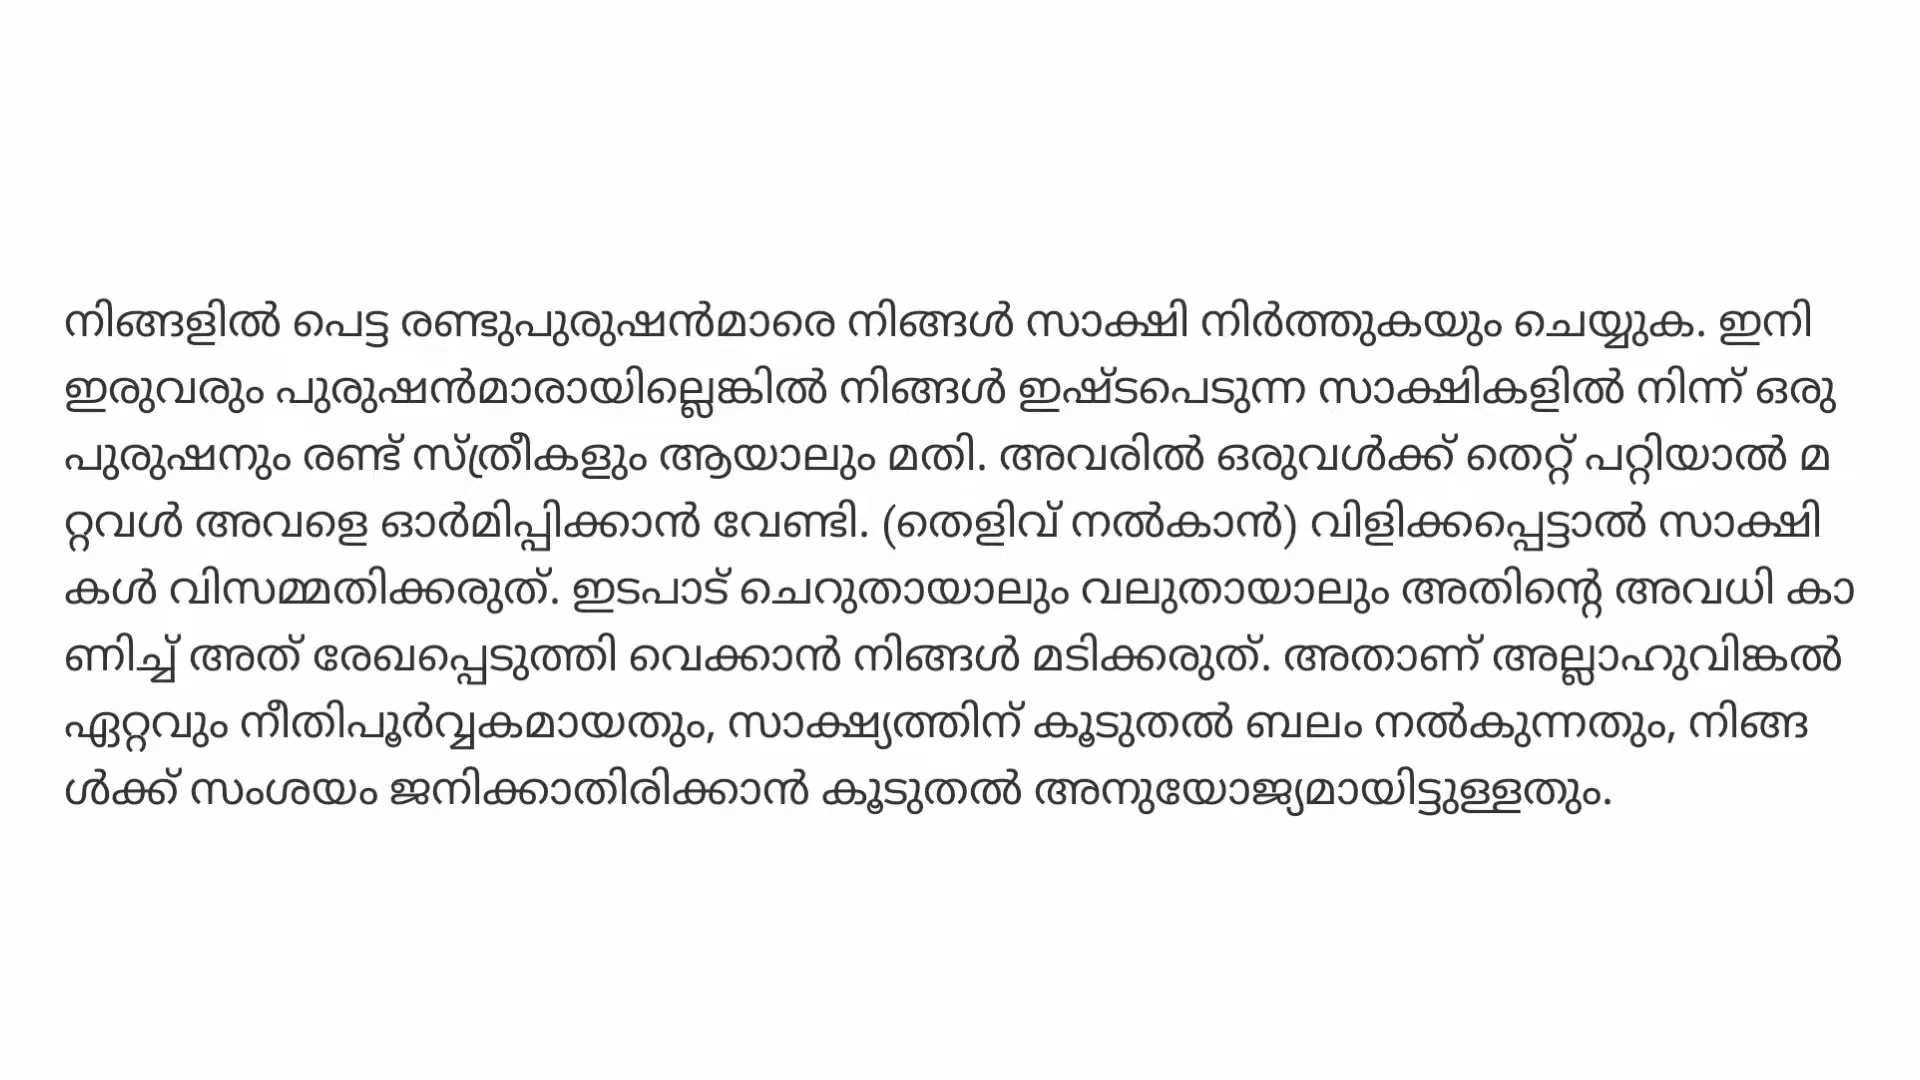 നിങ്ങളിൽ പെട്ട രണ്ടുപുരുഷൻമാരെ നിങ്ങൾ സാക്ഷി നിർത്തുകയും ചെയ്യുക. ഇനി
ഇരുവരും പുരുഷൻമാരായില്ലെങ്കിൽ നിങ്ങൾ ഇഷ്ടപെടുന്ന സാക്ഷികളിൽ നിന്ന് ഒരു
പുരുഷനും രണ്ട് സ്ത്രീകളും ആയാലും മതി. അവരിൽ ഒരുവൾക്ക് തെറ്റ് പറ്റിയാൽ മ
റ്റവൾ അവളെ ഓർമിപ്പിക്കാൻ വേണ്ടി. (തെളിവ് നൽകാൻ) വിളിക്കപ്പെട്ടാൽ സാക്ഷി
കൾ വിസമ്മതിക്കരുത്. ഇടപാട് ചെറുതായാലും വലുതായാലും അതിന്റെ അവധി കാ
ണിച്ച് അത് രേഖപ്പെടുത്തി വെക്കാൻ നിങ്ങൾ മടിക്കരുത്. അതാണ് അല്ലാഹുവിങ്കൽ
ഏറ്റവും നീതിപൂർവ്വകമായതും, സാക്ഷ്യത്തിന് കൂടുതൽ ബലം നൽകുന്നതും, നിങ്ങ
ൾക്ക് സംശയം ജനിക്കാതിരിക്കാൻ കൂടുതൽ അനുയോജ്യമായിട്ടുള്ളതും.